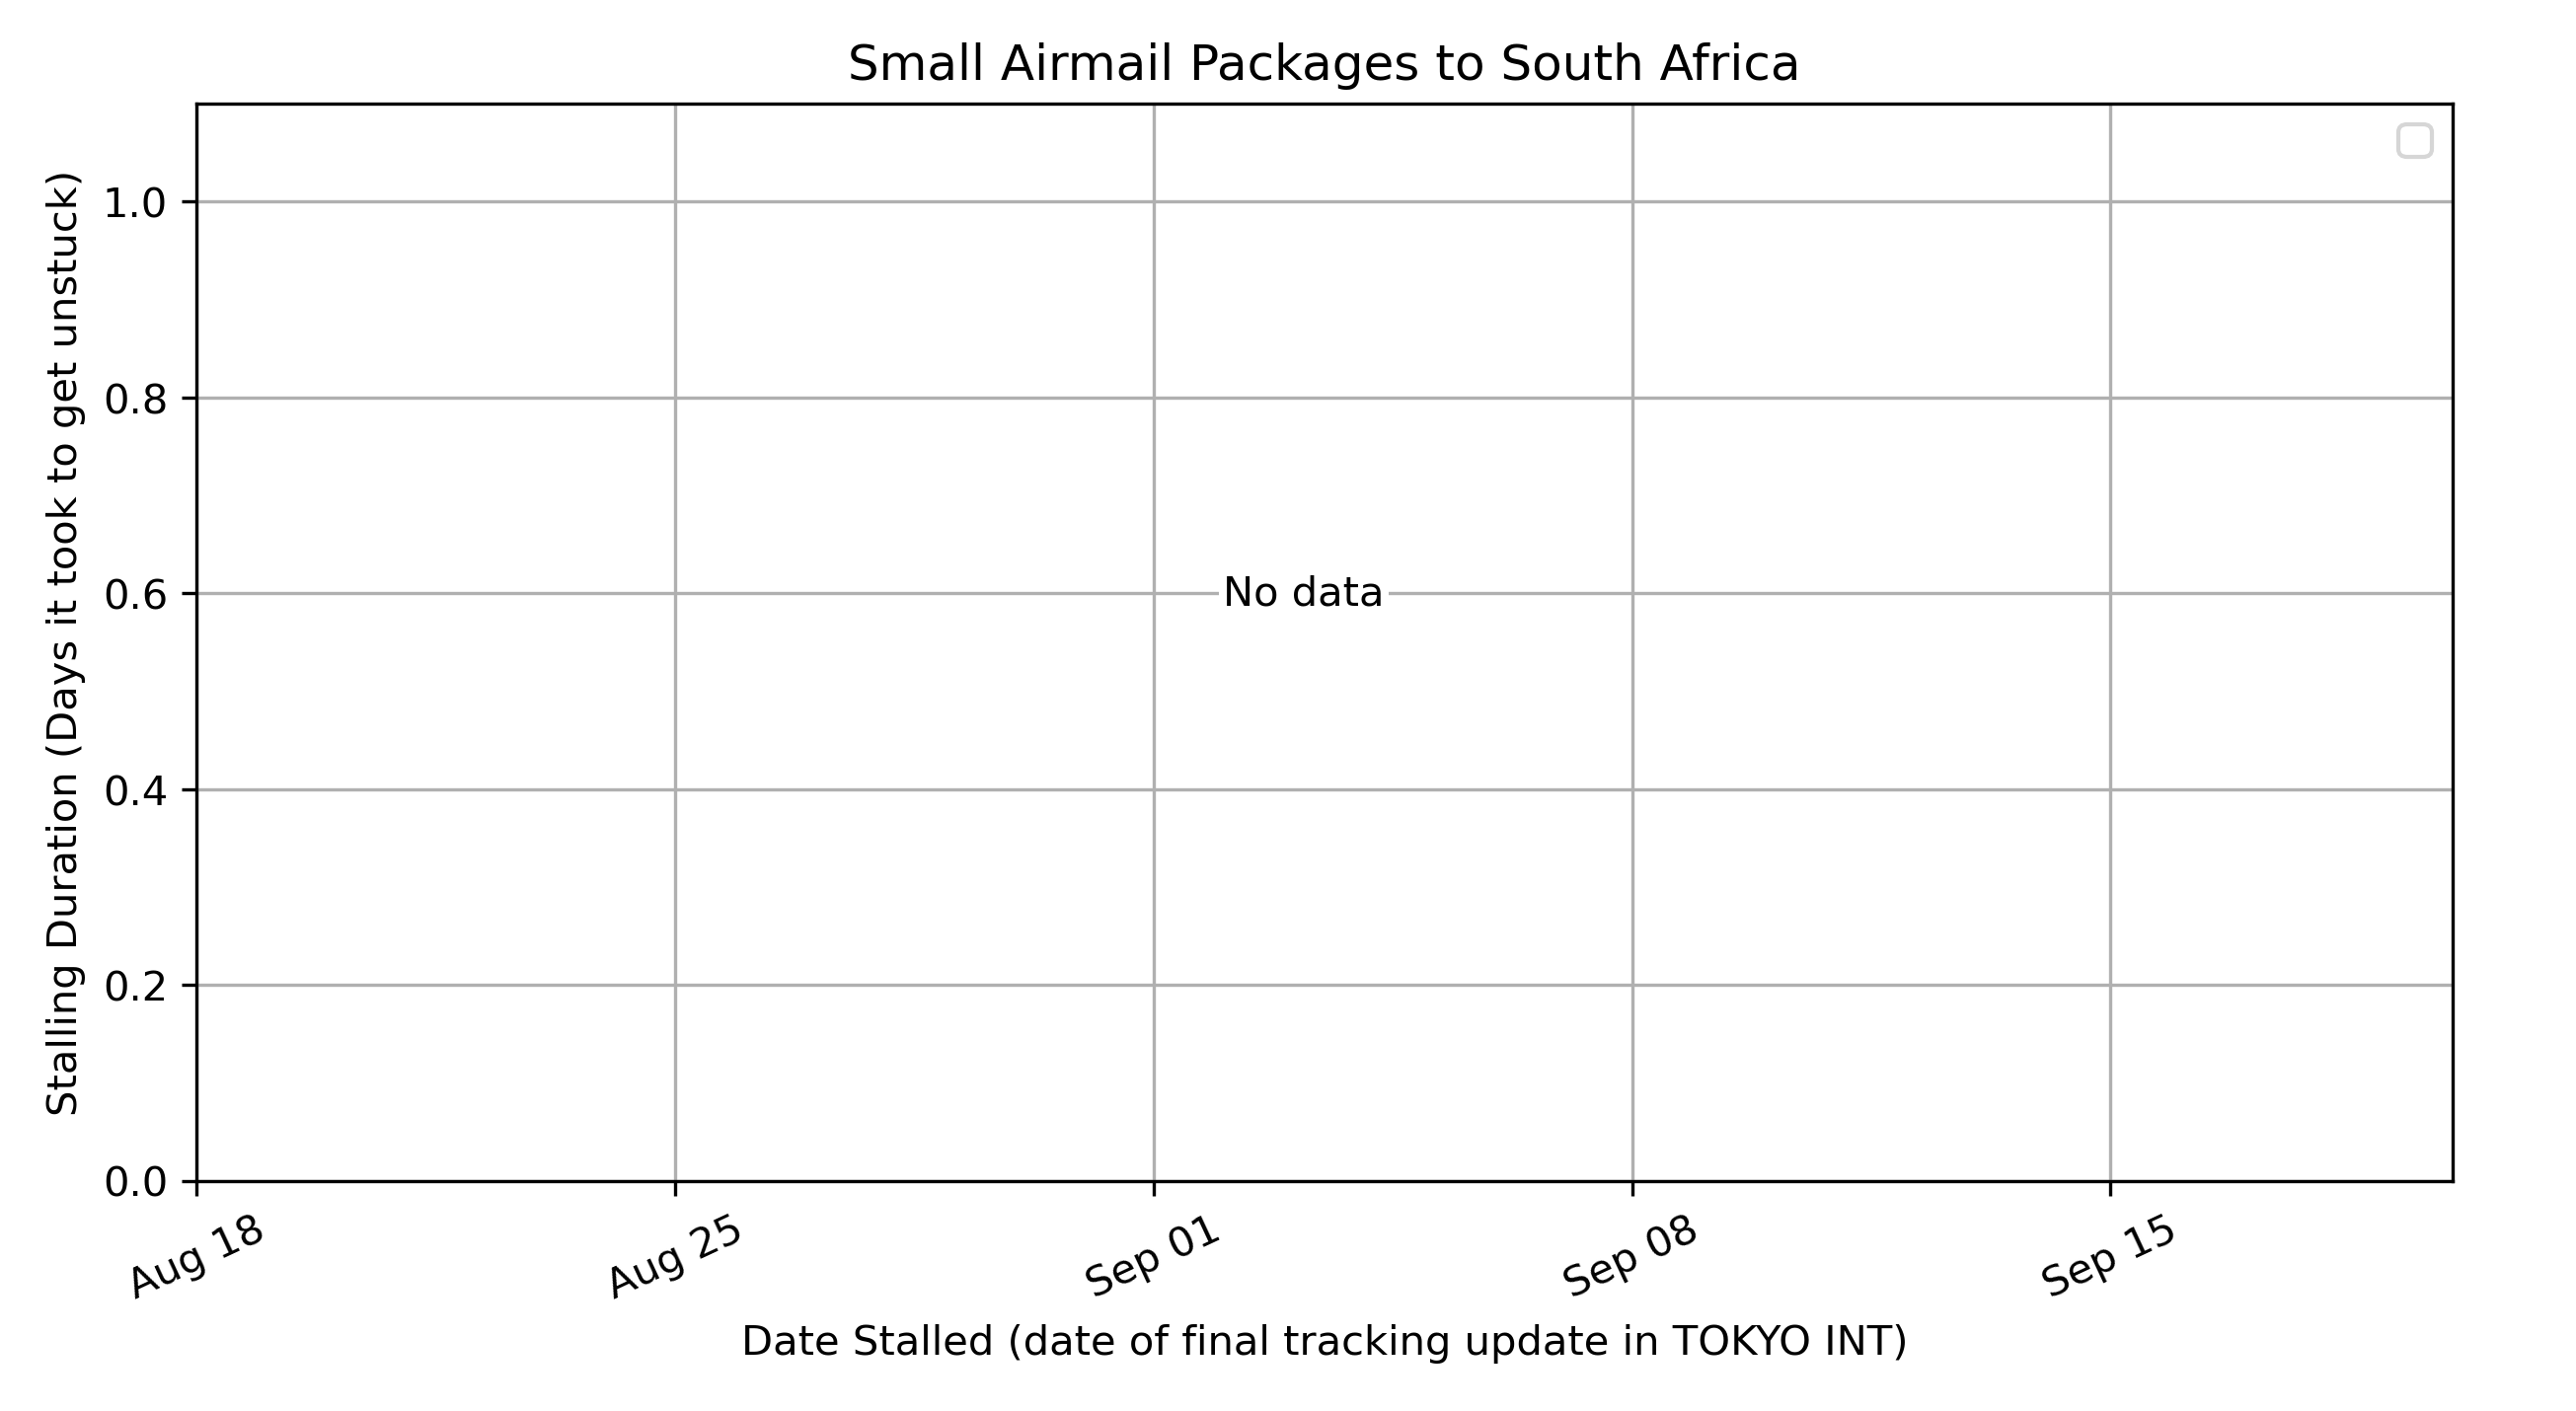 Small Airmail Packages to South Africa
Stalling Duration (Days it took to get unstuck)
1.0
0.8
0.6
0.4
0.2
0.0
No data
Aug 18
Aug 25
Sep 01
Sep 08
Sep 15
Date Stalled (date of final tracking update in TOKYO INT)